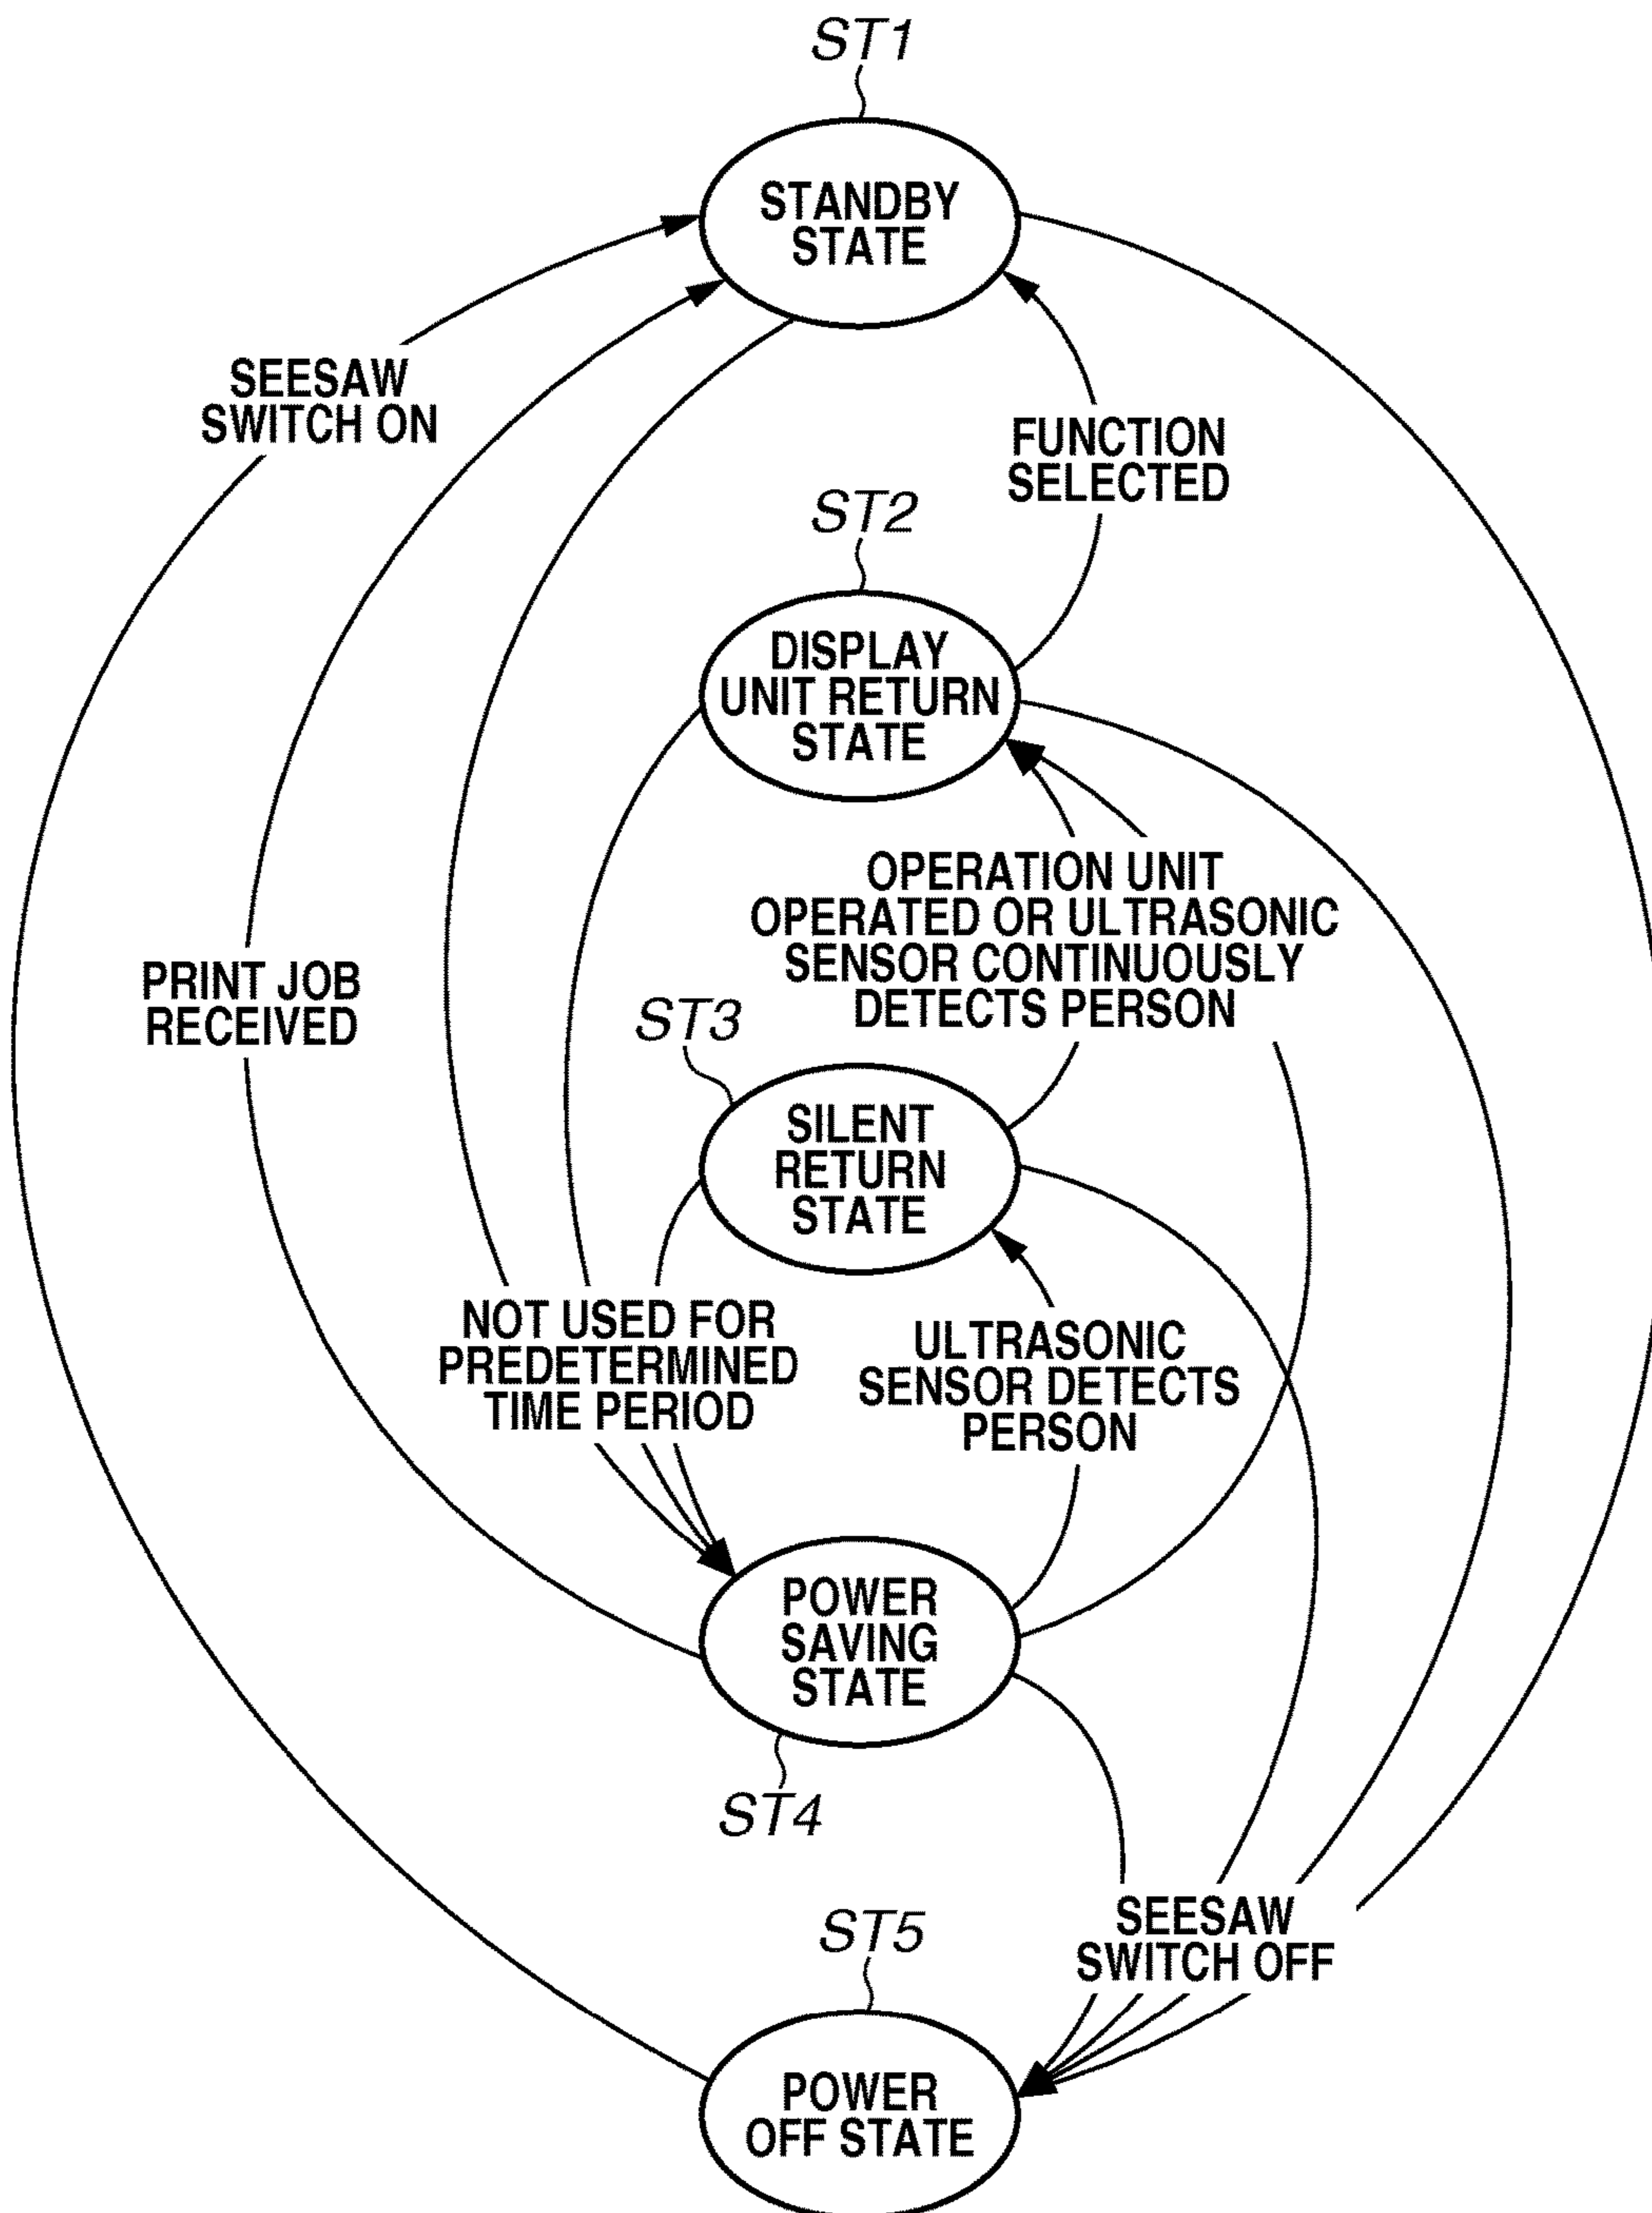 ST1
STANDBY
STATE
SEESAW
SWITCH ON
FUNCTION
SELECTED
ST2
DISPLAY
UNIT RETURN
STATE
OPERATION UNIT
OPERATED OR ULTRASONIC
SENSOR CONTINUOUSLY
DETECTS PERSON
PRINT JOB
RECEIVED
ST3
SILENT
RETURN
STATE
NOT USED FOR
PREDETERMINED
TIME PERIOD
ULTRASONIC
SENSOR DETECTS
PERSON
POWER
SAVING
STATE
ST4
SEESAW
SWITCH OFF
ST5
POWER
OFF STATE